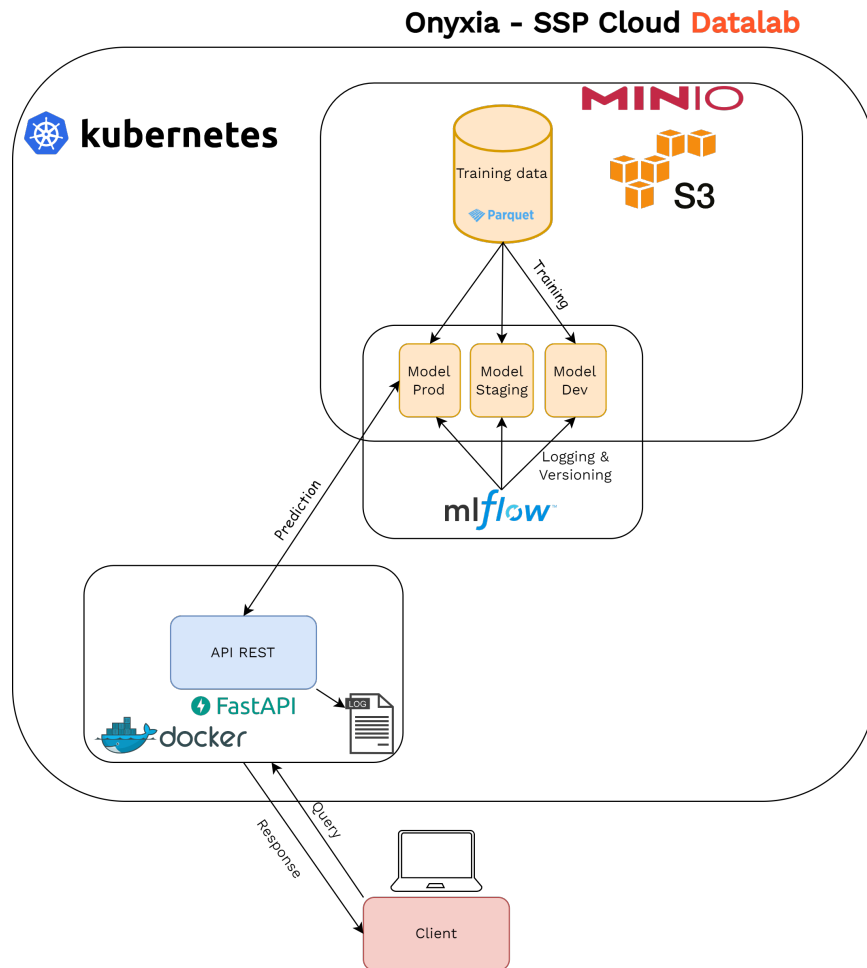 Onyxia - SSP Cloud Datalab
MINIO
kubernetes
Training data
Parquet
S3
Training
Model
Prod
Model
Staging
Model
Dev
Logging &
Versioning
mlflow™
Prediction
API REST
FastAPI
LOG
docker
Query
Response
Client